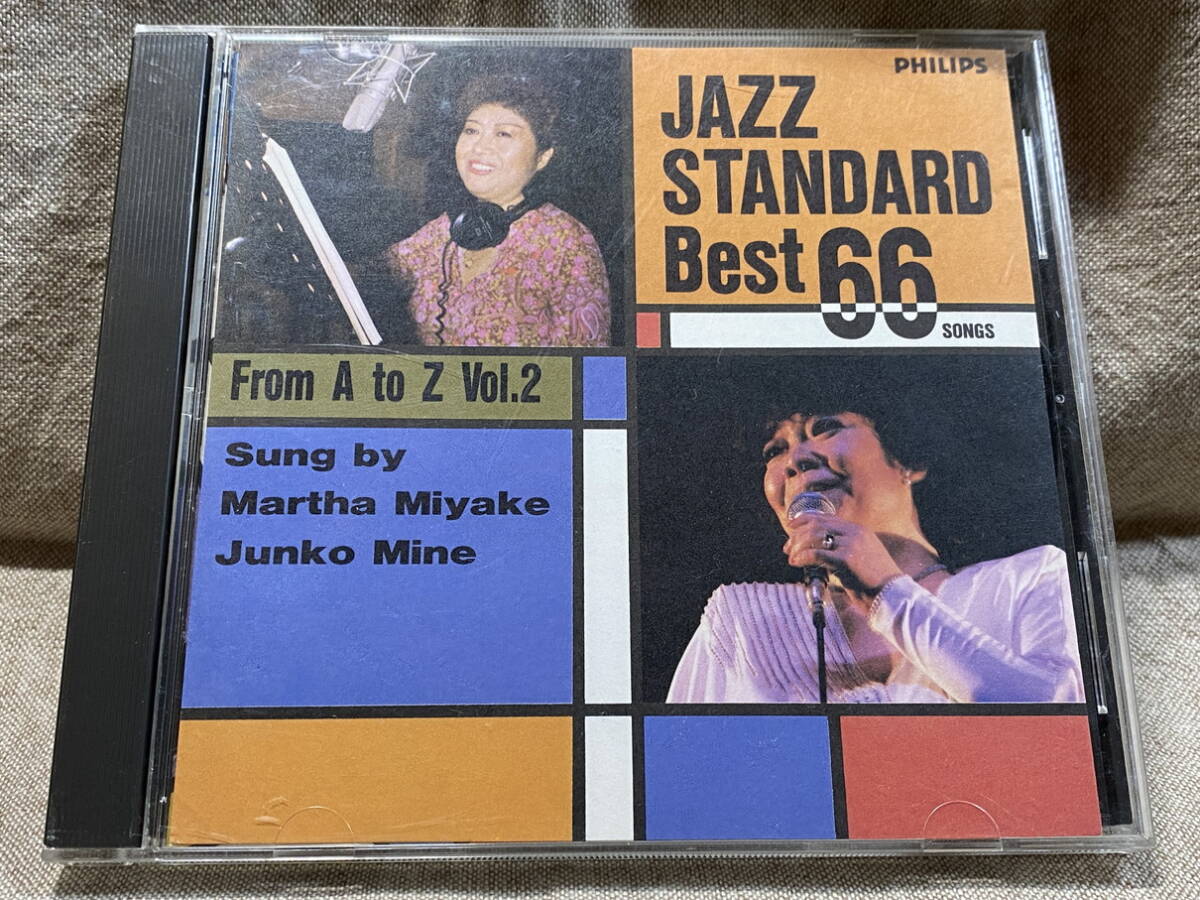 PHILIPS
JAZZ
STANDARD
Best 66
SONGS
From A to Z Vol.2
Sung by
Martha Miyake
Junko Mine